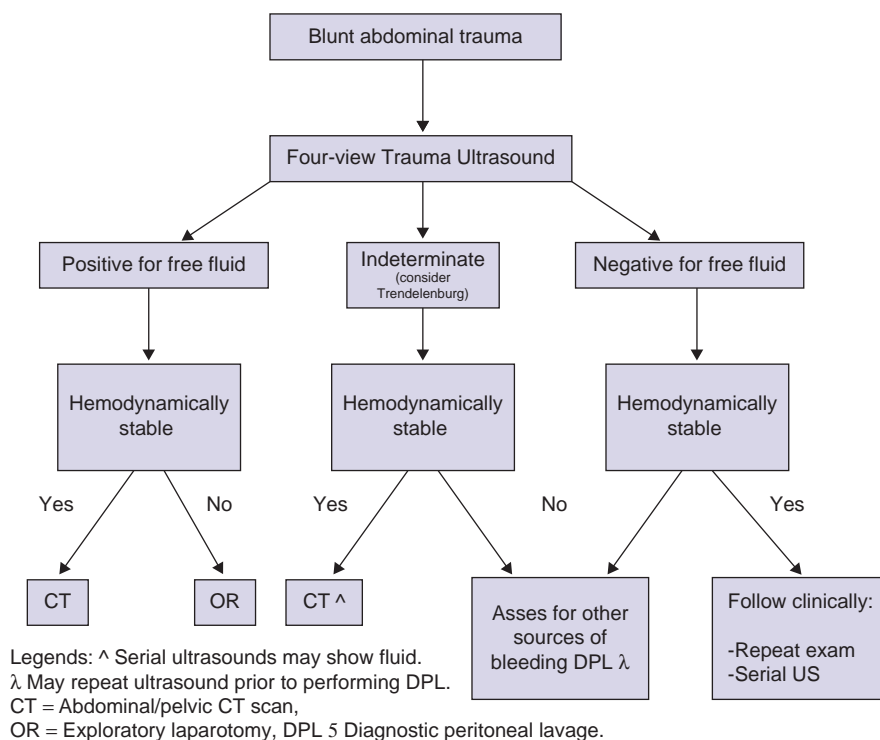 Blunt abdominal trauma
Four-view Trauma Ultrasound
Positive for free fluid
Indeterminate
(consider
Trendelenburg)
Negative for free fluid
Hemodynamically
stable
Hemodynamically
stable
Hemodynamically
stable
Yes
No
Yes
No
Yes
CT
OR
CT ^
Asses for other
sources of
bleeding DPL λ
Follow clinically:
-Repeat exam
-Serial US
Legends: ^ Serial ultrasounds may show fluid.
λ May repeat ultrasound prior to performing DPL.
CT = Abdominal/pelvic CT scan,
OR = Exploratory laparotomy, DPL 5 Diagnostic peritoneal lavage.